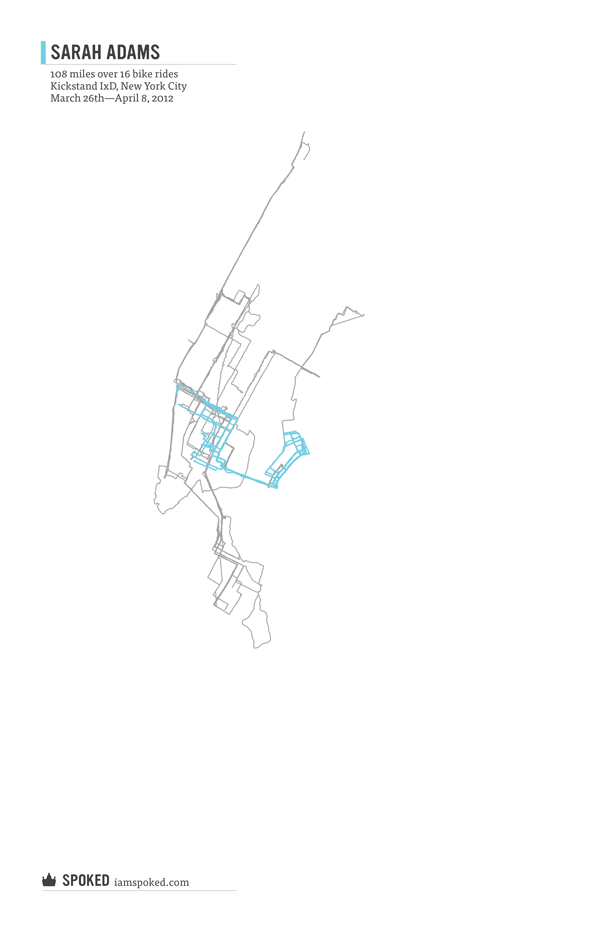 SARAH ADAMS
108 miles over 16 bike rides
Kickstand IxD, New York City
March 26th—April 8, 2012
SPOKED iamspoked.com